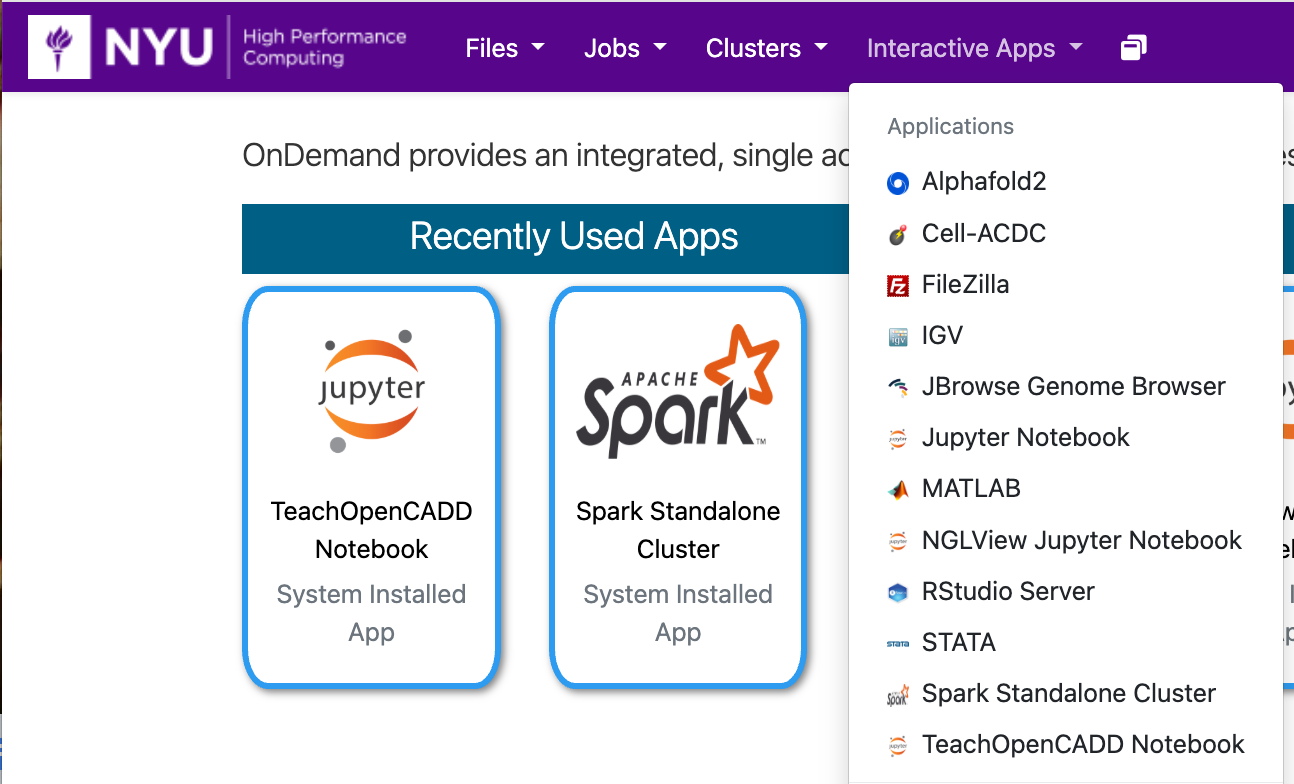 NYU
High Performance
Computing
Files
Jobs
Clusters
Interactive Apps
OnDemand provides an integrated, single
Recently Used Apps
jupyter
TeachOpenCADD
Notebook
System Installed
App
APACHE
Spark
TM
Spark Standalone
Cluster
System Installed
App
Applications
Alphafold2
Cell-ACDC
FileZilla
IGV
JBrowse Genome Browser
Jupyter Notebook
MATLAB
NGLView Jupyter Notebook
RStudio Server
STATA
Spark Standalone Cluster
TeachOpenCADD Notebook